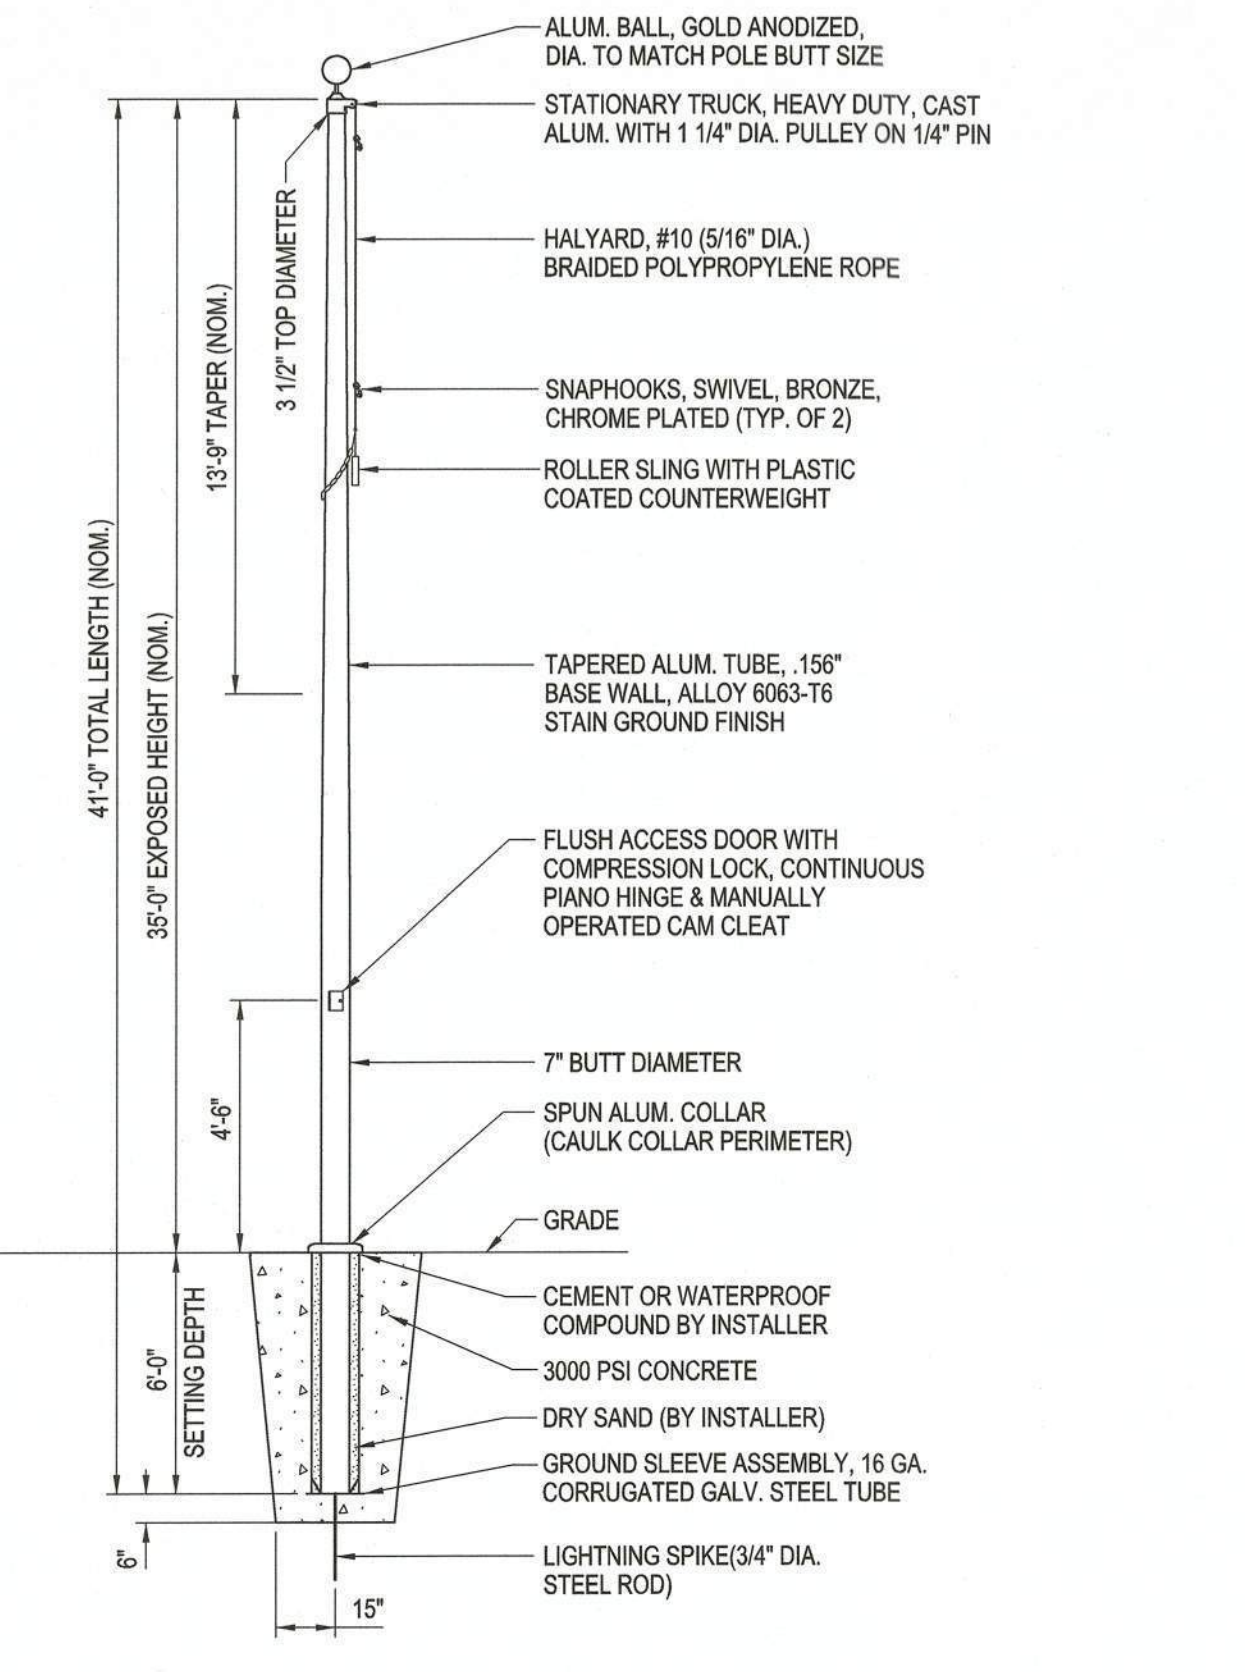 ALUM. BALL, GOLD ANODIZED,
DIA. TO MATCH POLE BUTT SIZE
STATIONARY TRUCK, HEAVY DUTY, CAST
ALUM. WITH 1 1/4" DIA. PULLEY ON 1/4" PIN
3 1/2" TOP DIAMETER
HALYARD, #10 (5/16" DIA.)
BRAIDED POLYPROPYLENE ROPE
13'-9" TAPER (NOM.)
SNAPHOOKS, SWIVEL, BRONZE,
CHROME PLATED (TYP. OF 2)
ROLLER SLING WITH PLASTIC
COATED COUNTERWEIGHT
41'-0" TOTAL LENGTH (NOM.)
35'-0" EXPOSED HEIGHT (NOM.)
TAPERED ALUM. TUBE, .156"
BASE WALL, ALLOY 6063-T6
STAIN GROUND FINISH
FLUSH ACCESS DOOR WITH
COMPRESSION LOCK, CONTINUOUS
PIANO HINGE & MANUALLY
OPERATED CAM CLEAT
7" BUTT DIAMETER
4'-6"
SPUN ALUM. COLLAR
(CAULK COLLAR PERIMETER)
GRADE
CEMENT OR WATERPROOF
COMPOUND BY INSTALLER
6'-0"
SETTING DEPTH
3000 PSI CONCRETE
DRY SAND (BY INSTALLER)
GROUND SLEEVE ASSEMBLY, 16 GA.
CORRUGATED GALV. STEEL TUBE
6"
LIGHTNING SPIKE(3/4" DIA.
STEEL ROD)
15"